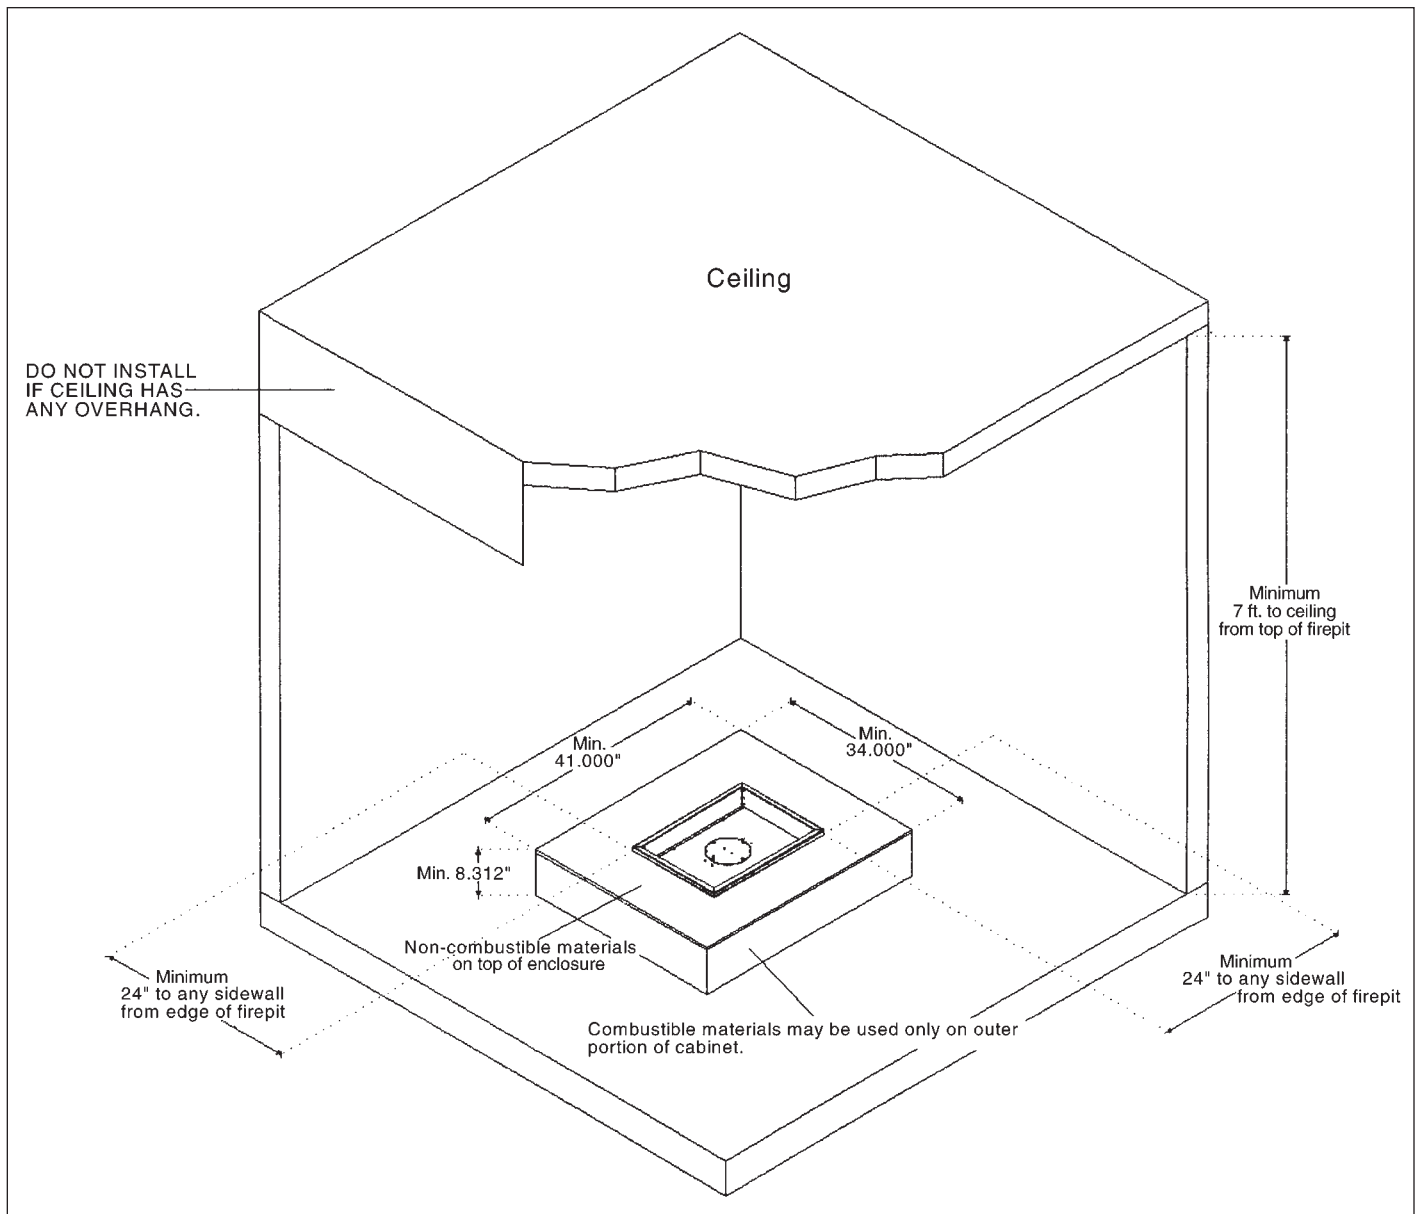 Ceiling
DO NOT INSTALL
IF CEILING HAS
ANY OVERHANG.
Minimum
7 ft. to ceiling
from top of firepit
Min.
41.000"
Min.
34.000"
Min. 8.312"
Non-combustible materials
on top of enclosure
Minimum
24" to any sidewall
from edge of firepit
Minimum
24" to any sidewall
from edge of firepit
Combustible materials may be used only on outer
portion of cabinet.